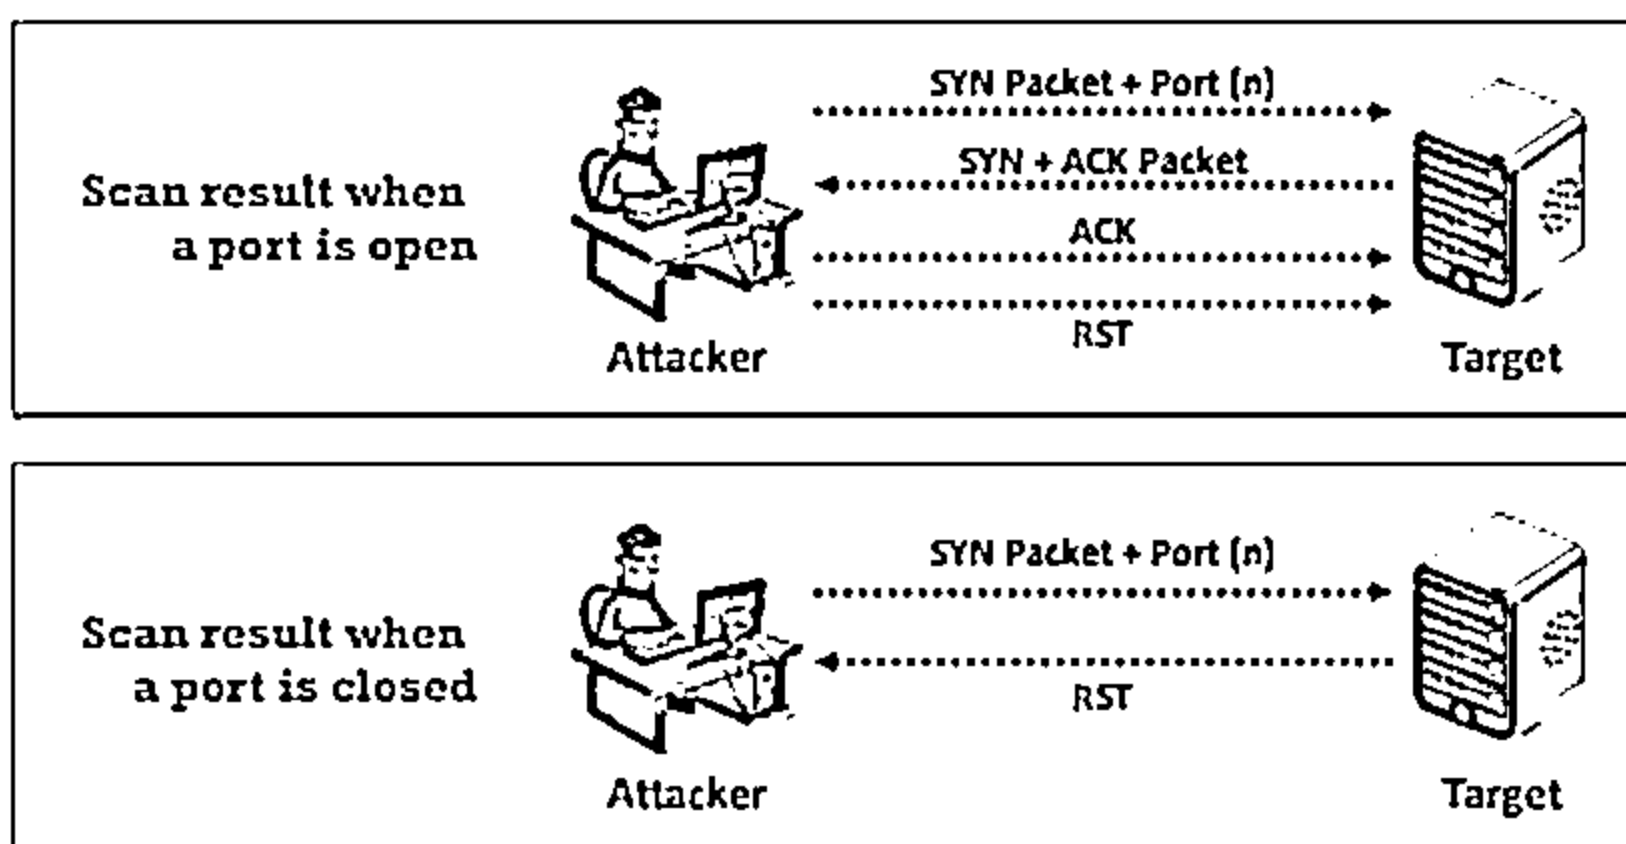 Scan result when
a port is open
SYN Packet + Port (n)
SYN + ACK Packet
ACK
RST
Attacker
Target
Scan result when
a port is closed
SYN Packet + Port (n)
RST
Attacker
Target